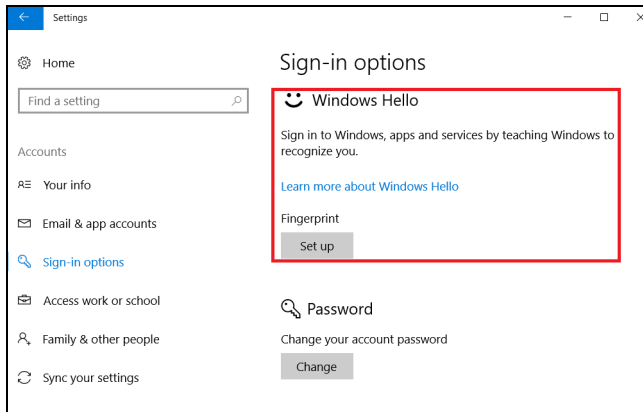 Settings
Home
Find a setting
Accounts
Your info
Email & app accounts
Sign-in options
Access work or school
Family & other people
Sync your settings
Sign-in options
Windows Hello
Sign in to Windows, apps and services by teaching Windows to
recognize you.
Learn more about Windows Hello
Fingerprint
Set up
Password
Change your account password
Change